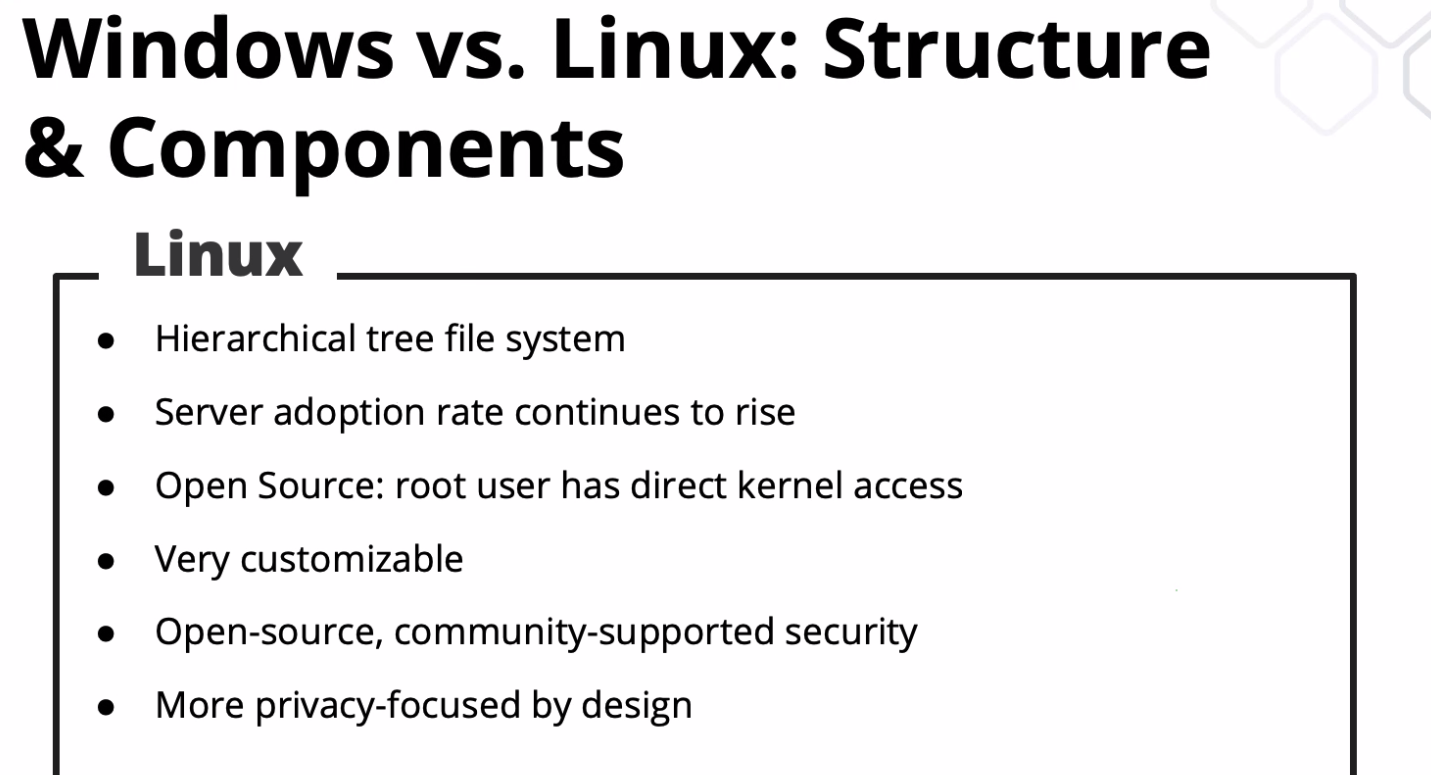 Windows vs. Linux: Structure
& Components
Linux
● Hierarchical tree file system
● Server adoption rate continues to rise
● Open Source: root user has direct kernel access
● Very customizable
● Open-source, community-supported security
● More privacy-focused by design